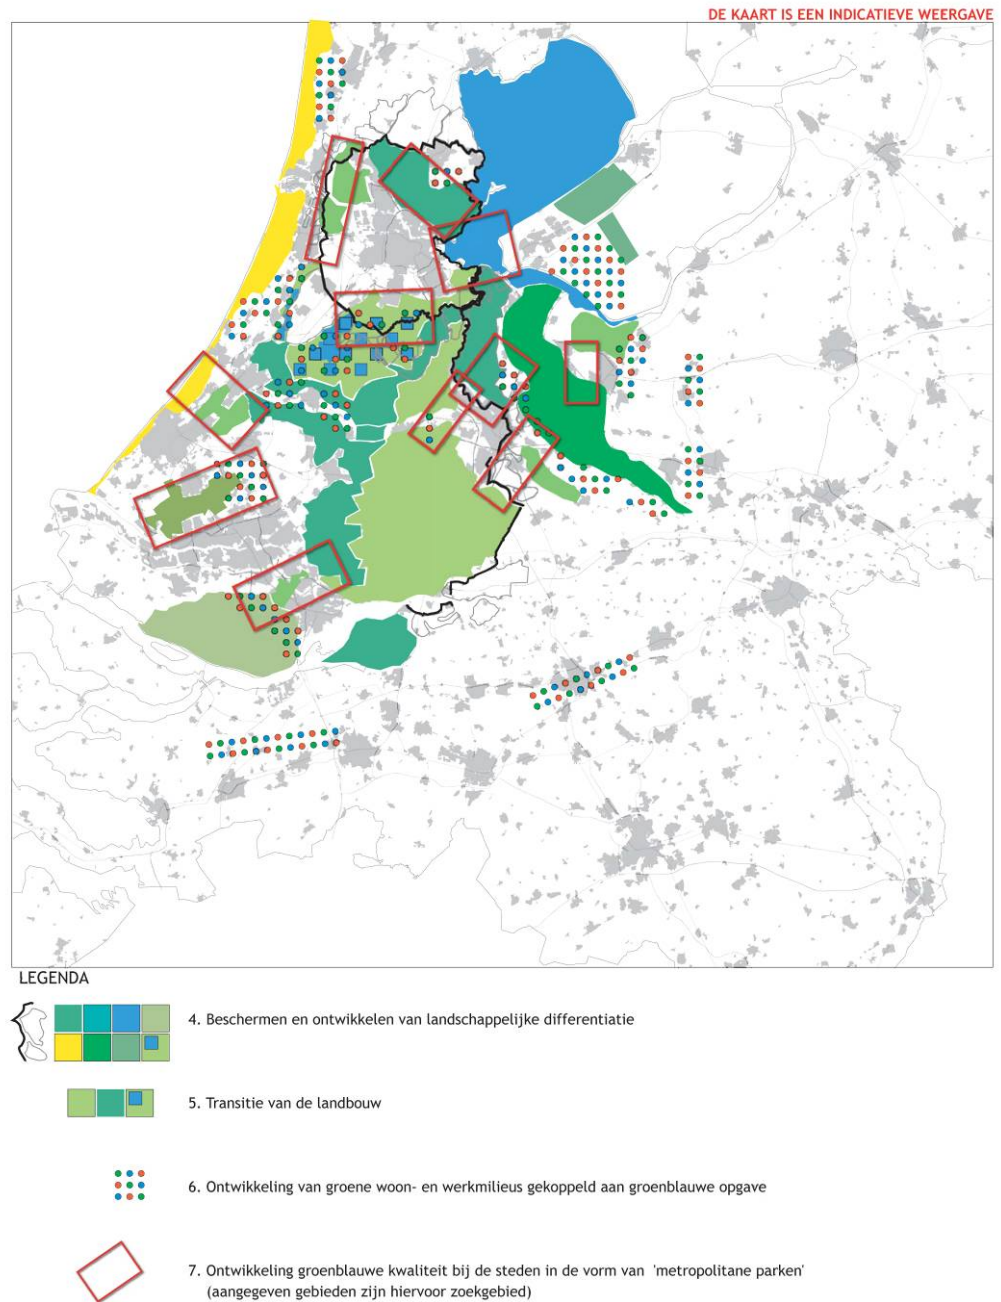 DE KAART IS EEN INDICATIEVE WEERGAVE
LEGENDA
4. Beschermen en ontwikkelen van landschappelijke differentiatie
5. Transitie van de landbouw
6. Ontwikkeling van groene woon- en werkmilieus gekoppeld aan groenblauwe opgave
7. Ontwikkeling groenblauwe kwaliteit bij de steden in de vorm van 'metropolitane parken'
(aangegeven gebieden zijn hiervoor zoekgebied)